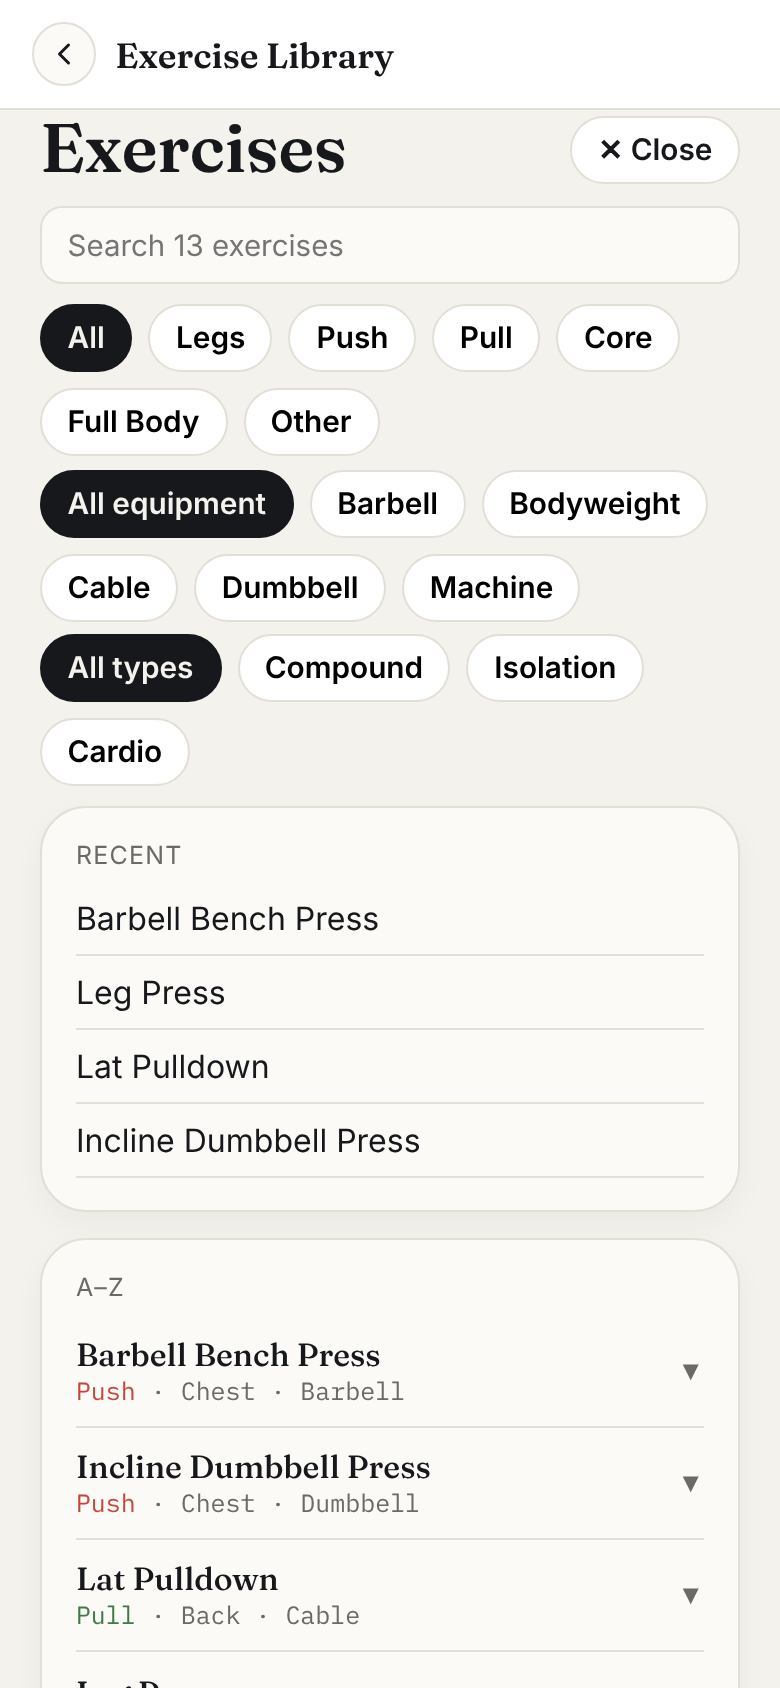 Exercise Library
Exercises
✕ Close
Search 13 exercises
All
Legs
Push
Pull
Core
Full Body
Other
All equipment
Barbell
Bodyweight
Cable
Dumbbell
Machine
All types
Compound
Isolation
Cardio
RECENT
Barbell Bench Press
Leg Press
Lat Pulldown
Incline Dumbbell Press
A–Z
Barbell Bench Press
Push · Chest · Barbell
Incline Dumbbell Press
Push · Chest · Dumbbell
Lat Pulldown
Pull · Back · Cable